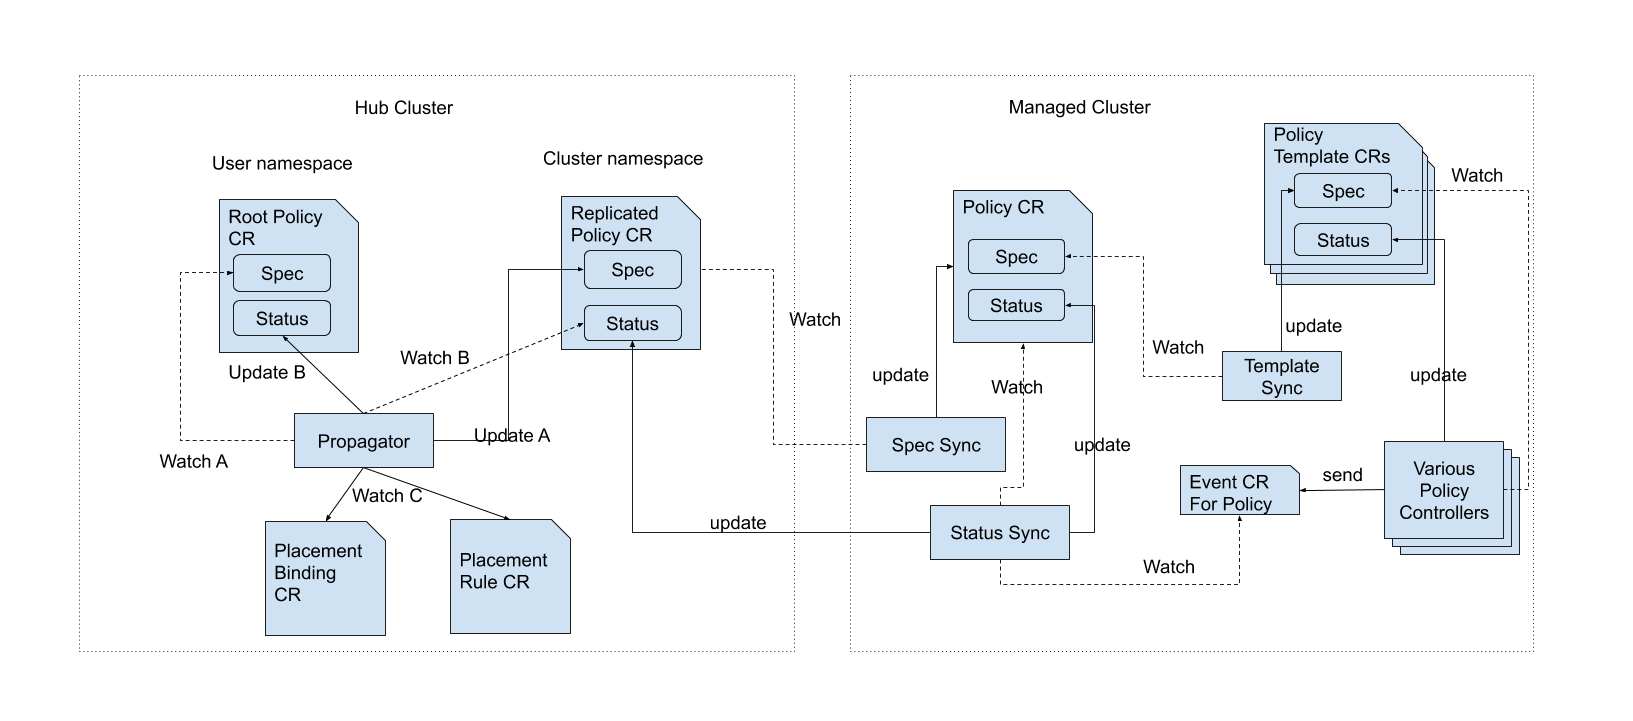 Hub Cluster
User namespace
Cluster namespace
Root Policy
CR
Spec
Status
Replicated
Policy CR
Spec
Status
Watch B
Update B
Propagator
Update A
Watch A
Watch C
Placement
Binding
CR
Placement
Rule CR
Watch
update
Managed Cluster
Policy CR
Spec
Status
Policy
Template CRs
Spec
Status
Watch
update
Watch
Template
Sync
update
Watch
update
update
Spec Sync
Status Sync
Event CR
For Policy
send
Various
Policy
Controllers
Watch